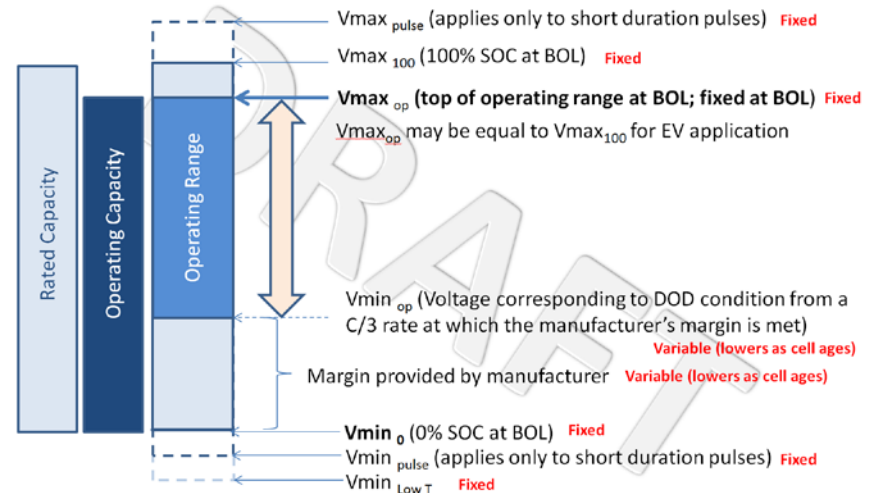 Vmax pulse (applies only to short duration pulses) Fixed
Vmax 100 (100% SOC at BOL) Fixed
Vmax op (top of operating range at BOL; fixed at BOL) Fixed
Vmaxop may be equal to Vmax100 for EV application
Rated Capacity
Operating Capacity
Operating Range
Vmin op (Voltage corresponding to DOD condition from a
C/3 rate at which the manufacturer's margin is met)
Variable (lowers as cell ages)
Margin provided by manufacturer Variable (lowers as cell ages)
Vmin 0 (0% SOC at BOL) Fixed
Vmin pulse (applies only to short duration pulses) Fixed
Vmin Low T Fixed
DRAFT